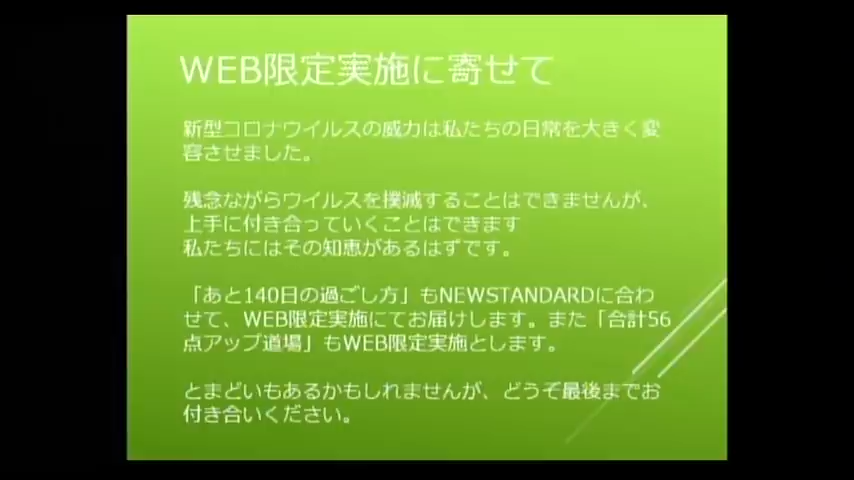 WEB限定実施に寄せて
新型コロナウイルスの威力は私たちの日常を大きく変
容させました。
残念ながらウイルスを撲滅することはできませんが、
上手に付き合っていくことはできます
私たちにはその知恵があるはずです。
「あと140日の過ごし方」もNEWSTANDARDに合わ
せて、WEB限定実施にてお届けします。また「合計56
点アップ道場」もWEB限定実施とします。
とまどいもあるかもしれませんが、どうぞ最後までお
付き合いください。